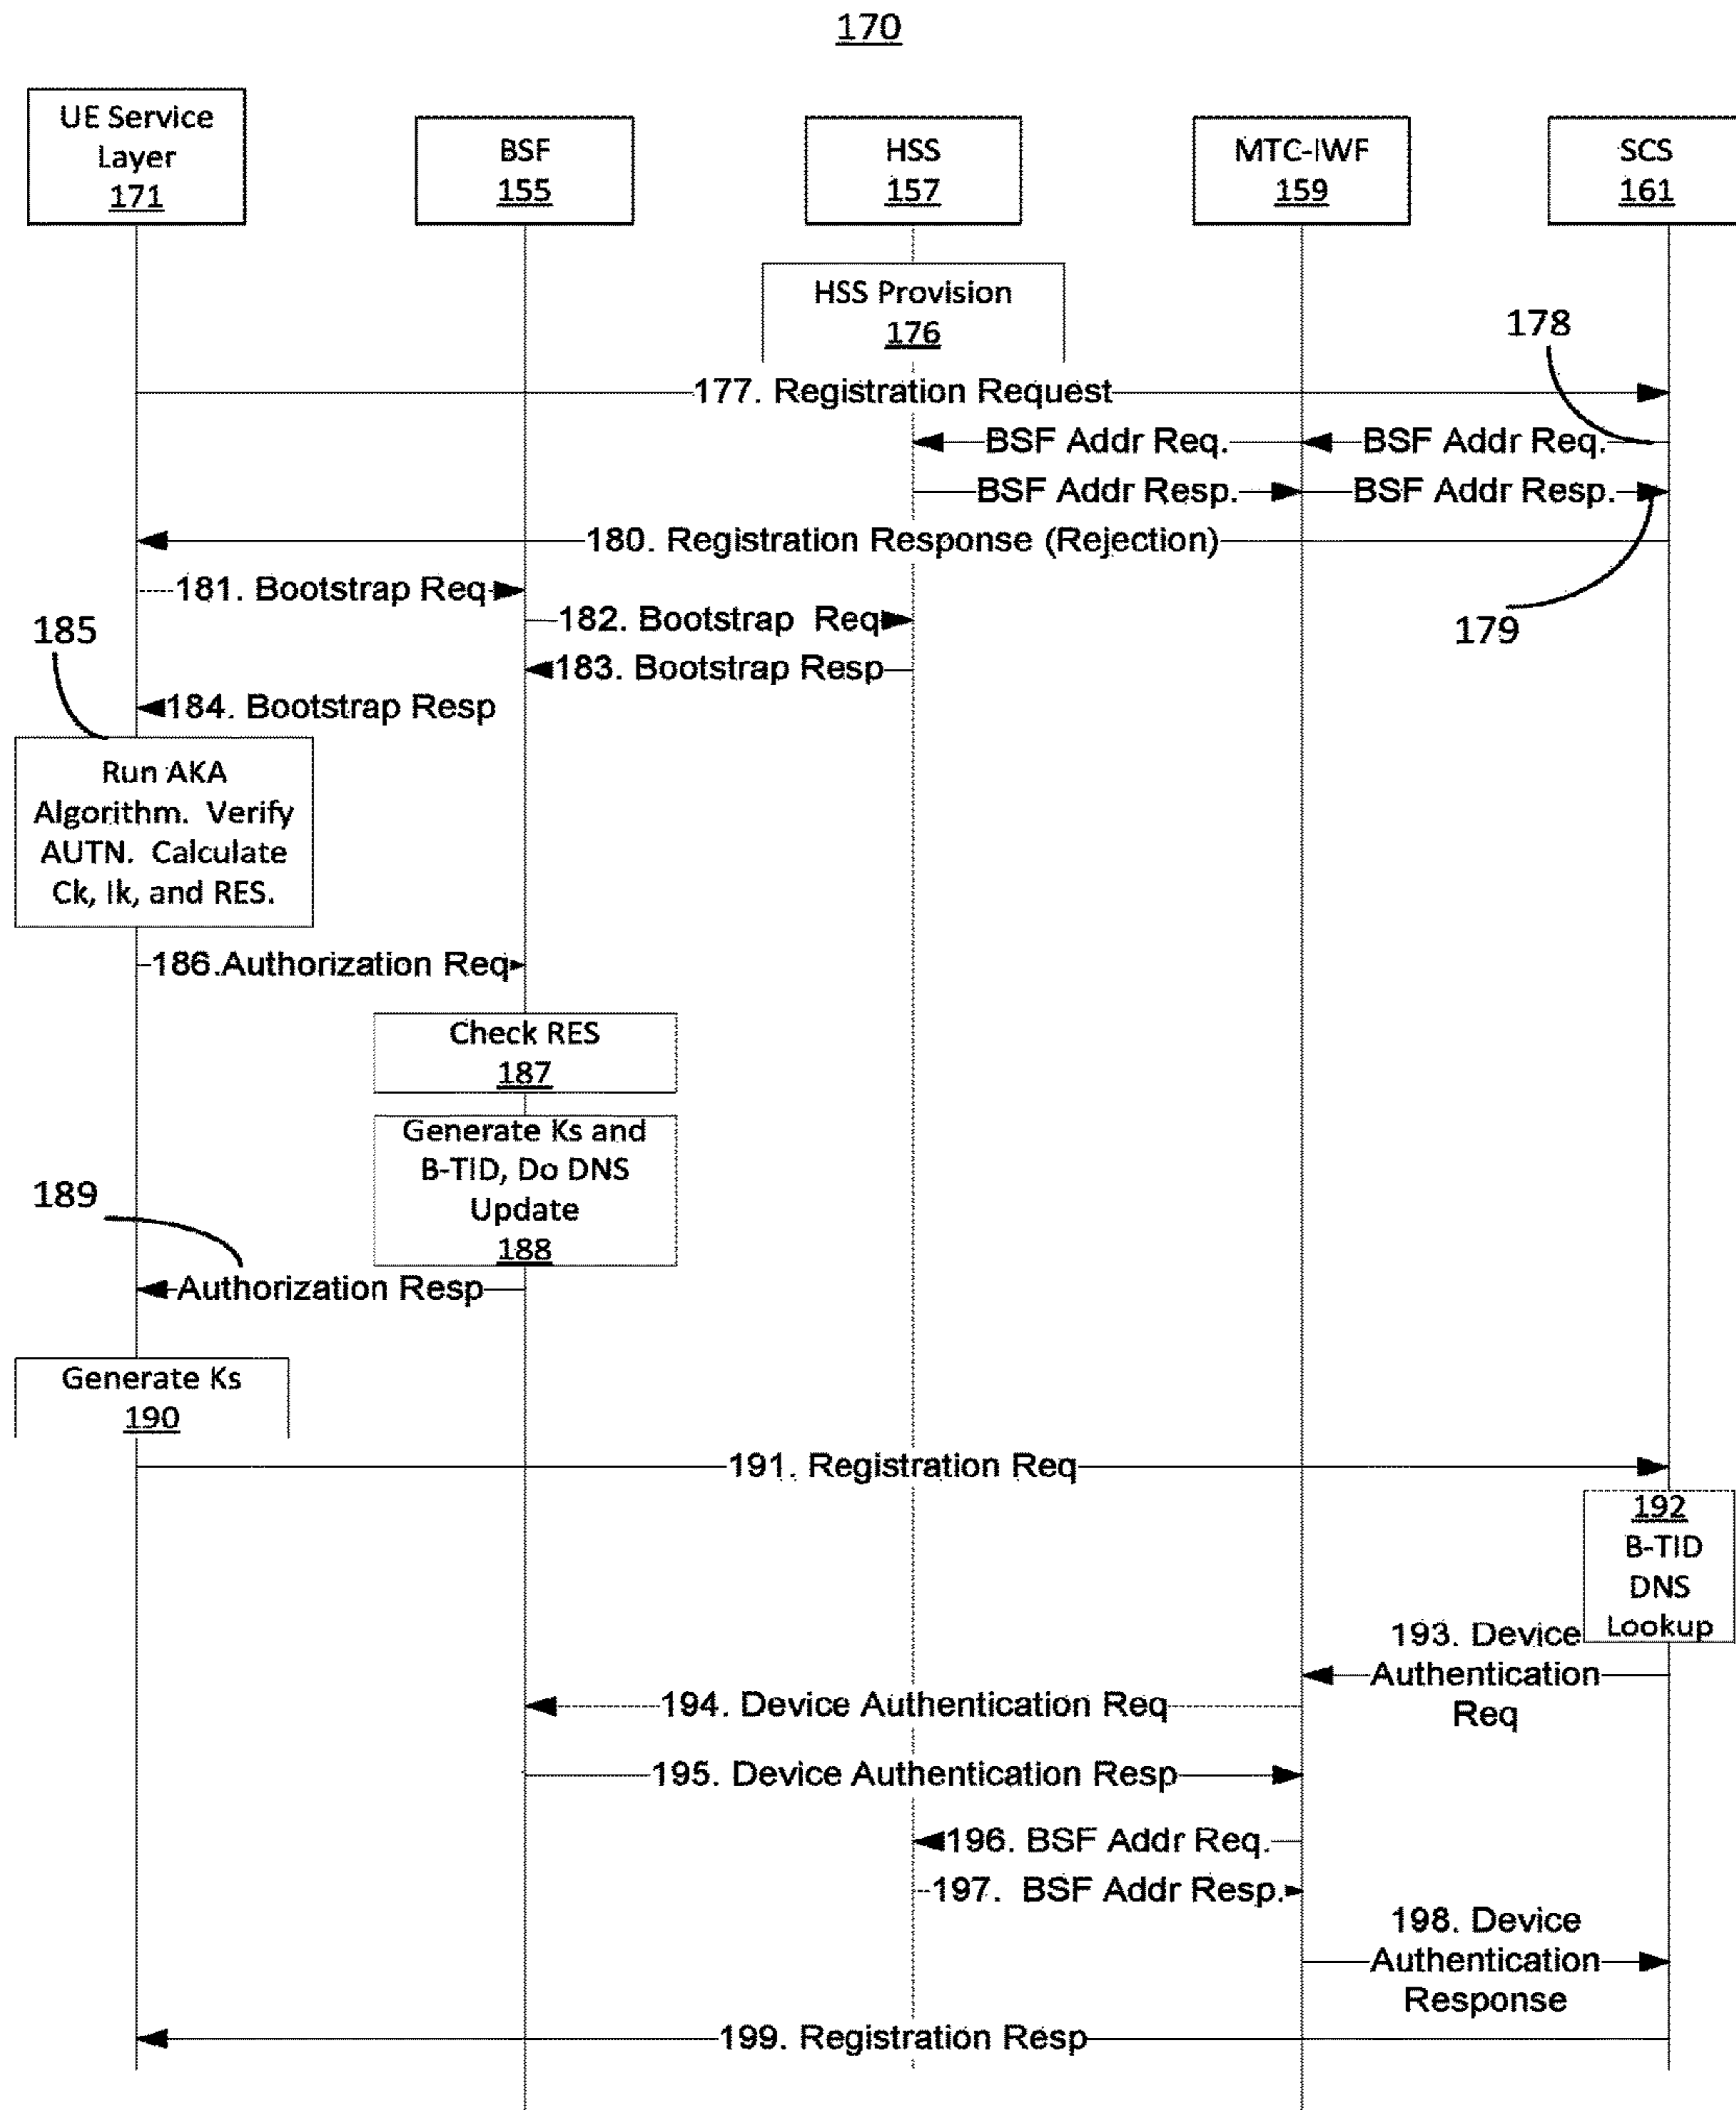 170
UE Service
Layer
171
BSF
155
HSS
157
MTC-IWF
159
SCS
161
HSS Provision
176
178
177. Registration Request
BSF Addr Req.
BSF Addr Req.
BSF Addr Resp.
BSF Addr Resp.
179
180. Registration Response (Rejection)
181. Bootstrap Req
182. Bootstrap Req
183. Bootstrap Resp
184. Bootstrap Resp
185
Run AKA
Algorithm. Verify
AUTN. Calculate
Ck, Ik, and RES.
186.Authorization Req
Check RES
187
Generate Ks and
B-TID, Do DNS
Update
188
189
Authorization Resp
Generate Ks
190
191. Registration Req
192
B-TID
DNS
Lookup
193. Device
Authentication
Req
194. Device Authentication Req
195. Device Authentication Resp
196. BSF Addr Req.
197. BSF Addr Resp.
198. Device
Authentication
Response
199. Registration Resp